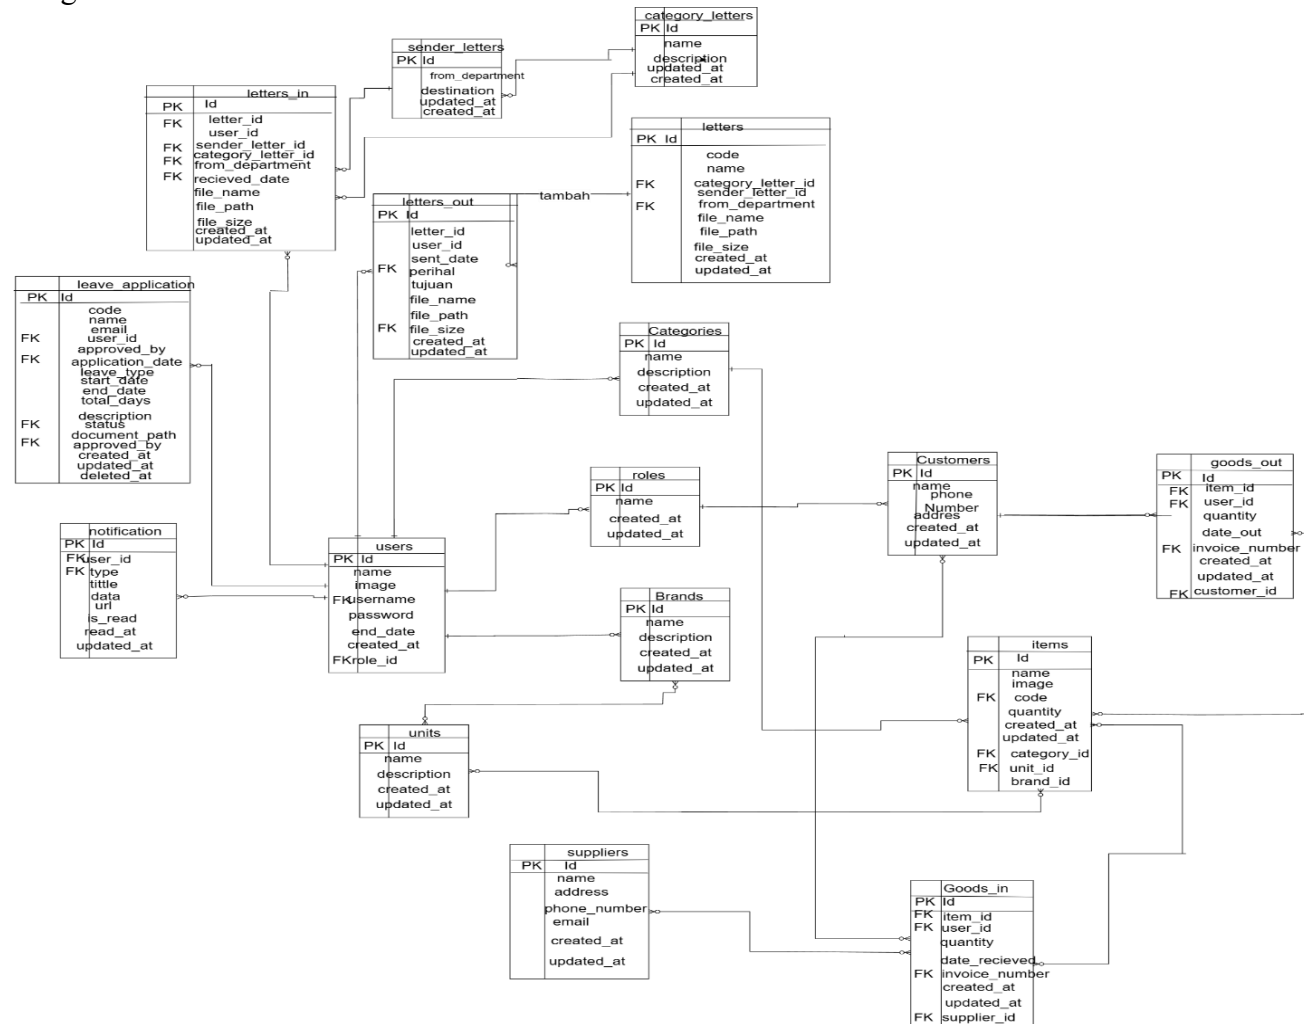 category_letters
PK Id
name
description
updated_at
created_at
sender_letters
PK Id
from_department
destination
updated_at
created_at
letters_in
PK Id
FK letter_id
user_id
FK sender_letter_id
FK category_letter_id
from_department
FK recieved_date
file_name
file_path
file_size
created_at
updated_at
letters
PK Id
code
name
FK category_letter_id
sender_letter_id
FK from_department
file_name
file_path
file_size
created_at
updated_at
tambah
letters_out
PK Id
letter_id
user_id
sent_date
FK perihal
tujuan
file_name
file_path
FK file_size
created_at
updated_at
leave_application
PK Id
code
name
email
FK user_id
approved_by
FK application_date
leave_type
start_date
end_date
total_days
description
FK status
document_path
FK approved_by
created_at
updated_at
deleted_at
Categories
PK Id
name
description
created_at
updated_at
roles
PK Id
name
created_at
updated_at
Customers
PK Id
name
phone
Number
addres
created_at
updated_at
goods_out
PK Id
FK item_id
FK user_id
quantity
date_out
FK invoice_number
created_at
updated_at
FK customer_id
notification
PK Id
FK user_id
FK type
tittle
data
url
is_read
read_at
updated_at
users
PK Id
name
image
FK username
password
end_date
created_at
FK role_id
Brands
PK Id
name
description
created_at
updated_at
items
PK Id
name
image
FK code
quantity
created_at
updated_at
FK category_id
FK unit_id
brand_id
units
PK Id
name
description
created_at
updated_at
suppliers
PK Id
name
address
phone_number
email
created_at
updated_at
Goods_in
PK Id
FK item_id
FK user_id
quantity
date_recieved
FK invoice_number
created_at
updated_at
FK supplier_id